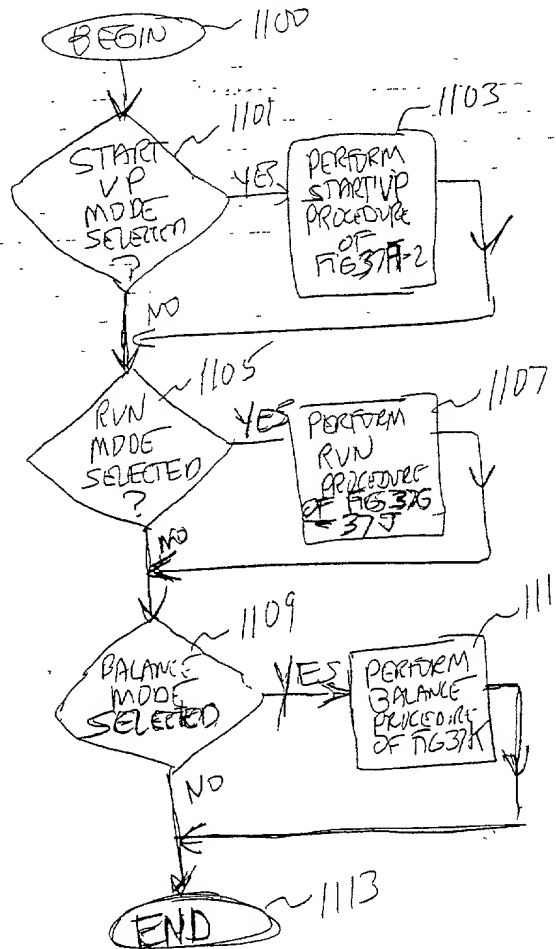 BEGIN
1100
1101
START
UP
MODE
SELECTED
?
YES
1103
PERFORM
STARTUP
PROCEDURE
OF
FIG 37A-2
NO
1105
RUN
MODE
SELECTED
?
YES
1107
PERFORM
RUN
PROCEDURE
OF FIG 37G
- 37J
NO
1109
BALANCE
MODE
SELECTED
YES
111
PERFORM
BALANCE
PROCEDURE
OF FIG 37K
NO
END
1113